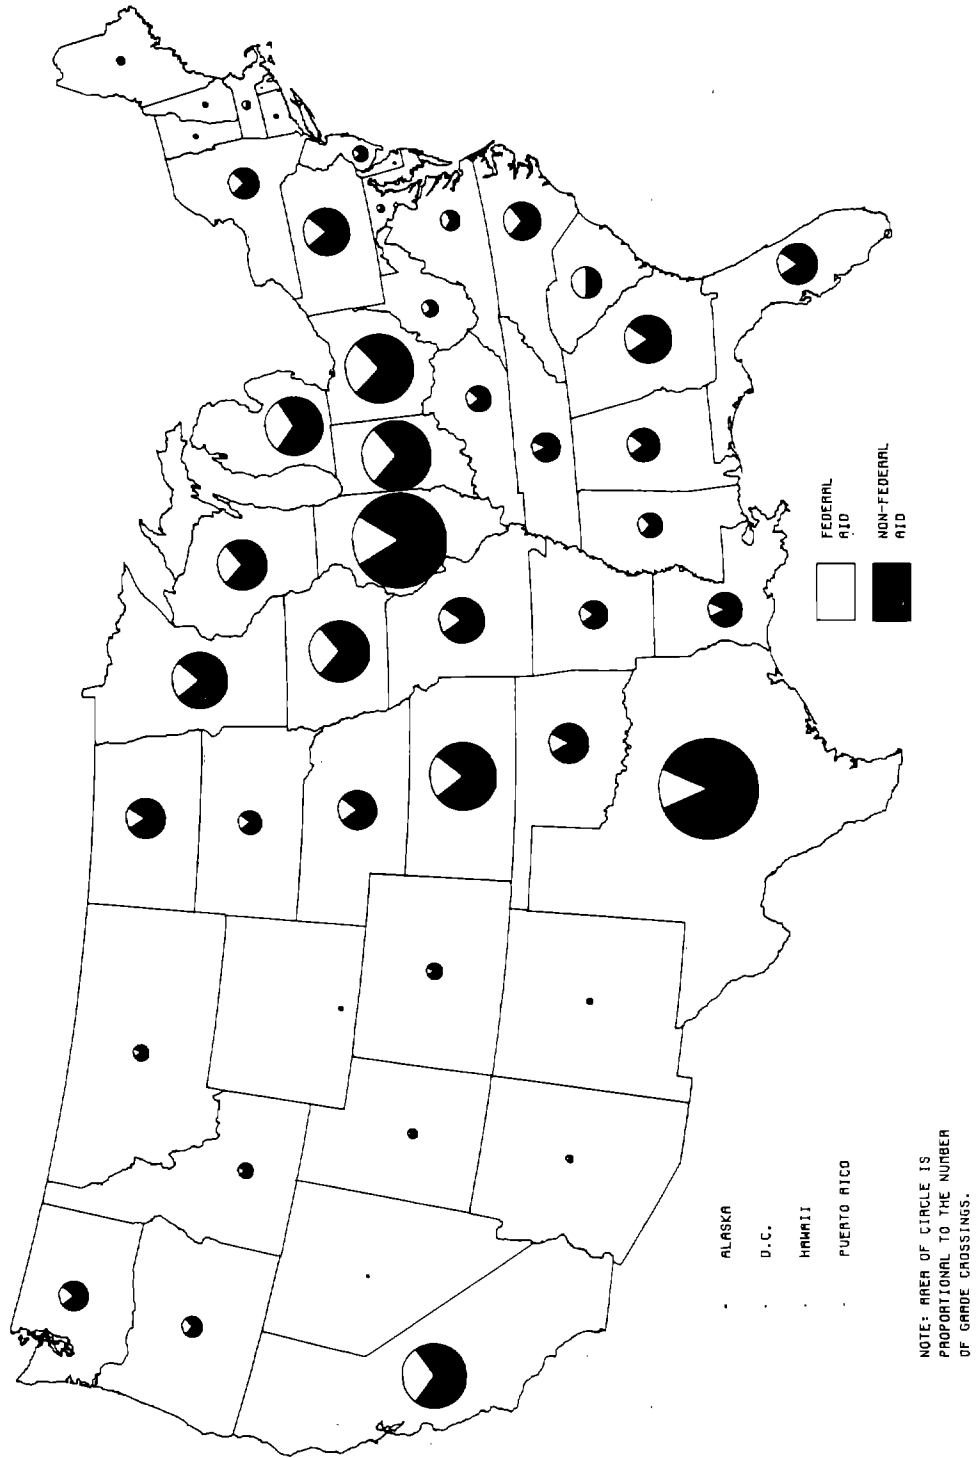 FEDERAL
AID
NON-FEDERAL
AID
ALASKA
D.C.
HAWAII
PUERTO RICO
NOTE: AREA OF CIRCLE IS
PROPORTIONAL TO THE NUMBER
OF GRADE CROSSINGS.